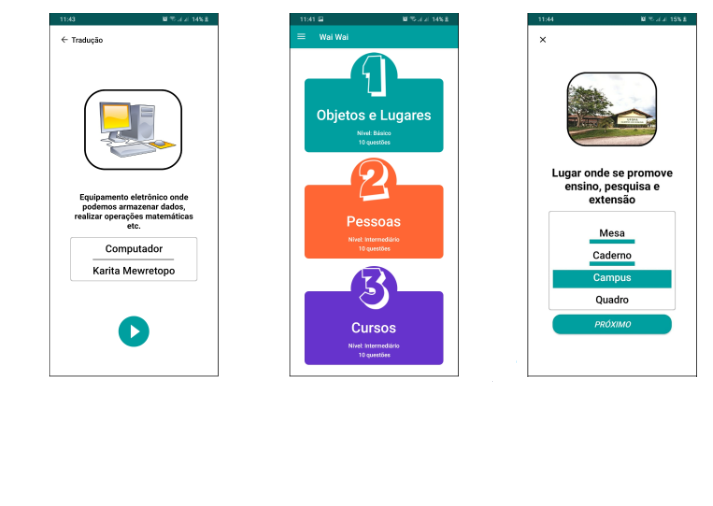 11:43
14%
← Tradução
Equipamento eletrônico onde
podemos armazenar dados,
realizar operações matemáticas
etc.
Computador
Karita Mewretopo
11:41
14%
Wai Wai
1
Objetos e Lugares
Nível: Básico
10 questões
2
Pessoas
Nível: Intermediário
10 questões
3
Cursos
Nível: Intermediário
10 questões
11:44
15%
×
Lugar onde se promove
ensino, pesquisa e
extensão
Mesa
Caderno
Campus
Quadro
PRÓXIMO